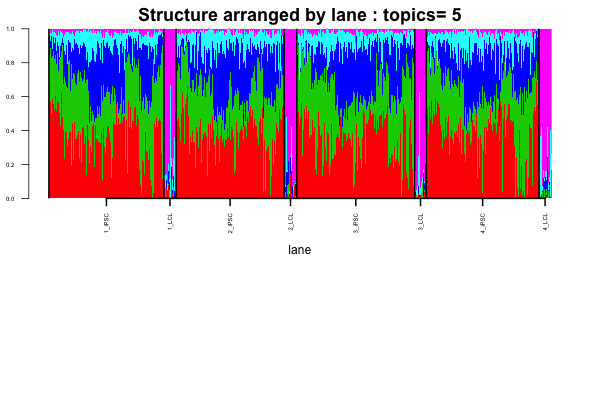 Structure arranged by lane : topics= 5
1.0
0.8
0.6
0.4
0.2
0.0
1_iPSC 1_LCL 2_iPSC 2_LCL 3_iPSC 3_LCL 4_iPSC 4_LCL
lane